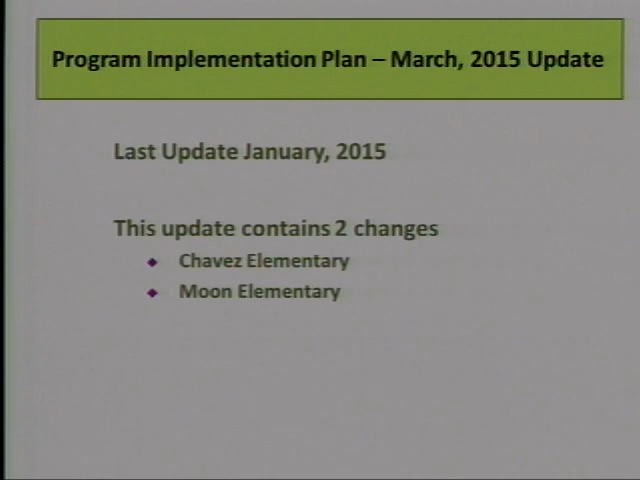 Program Implementation Plan – March, 2015 Update
Last Update January, 2015
This update contains 2 changes
Chavez Elementary
Moon Elementary